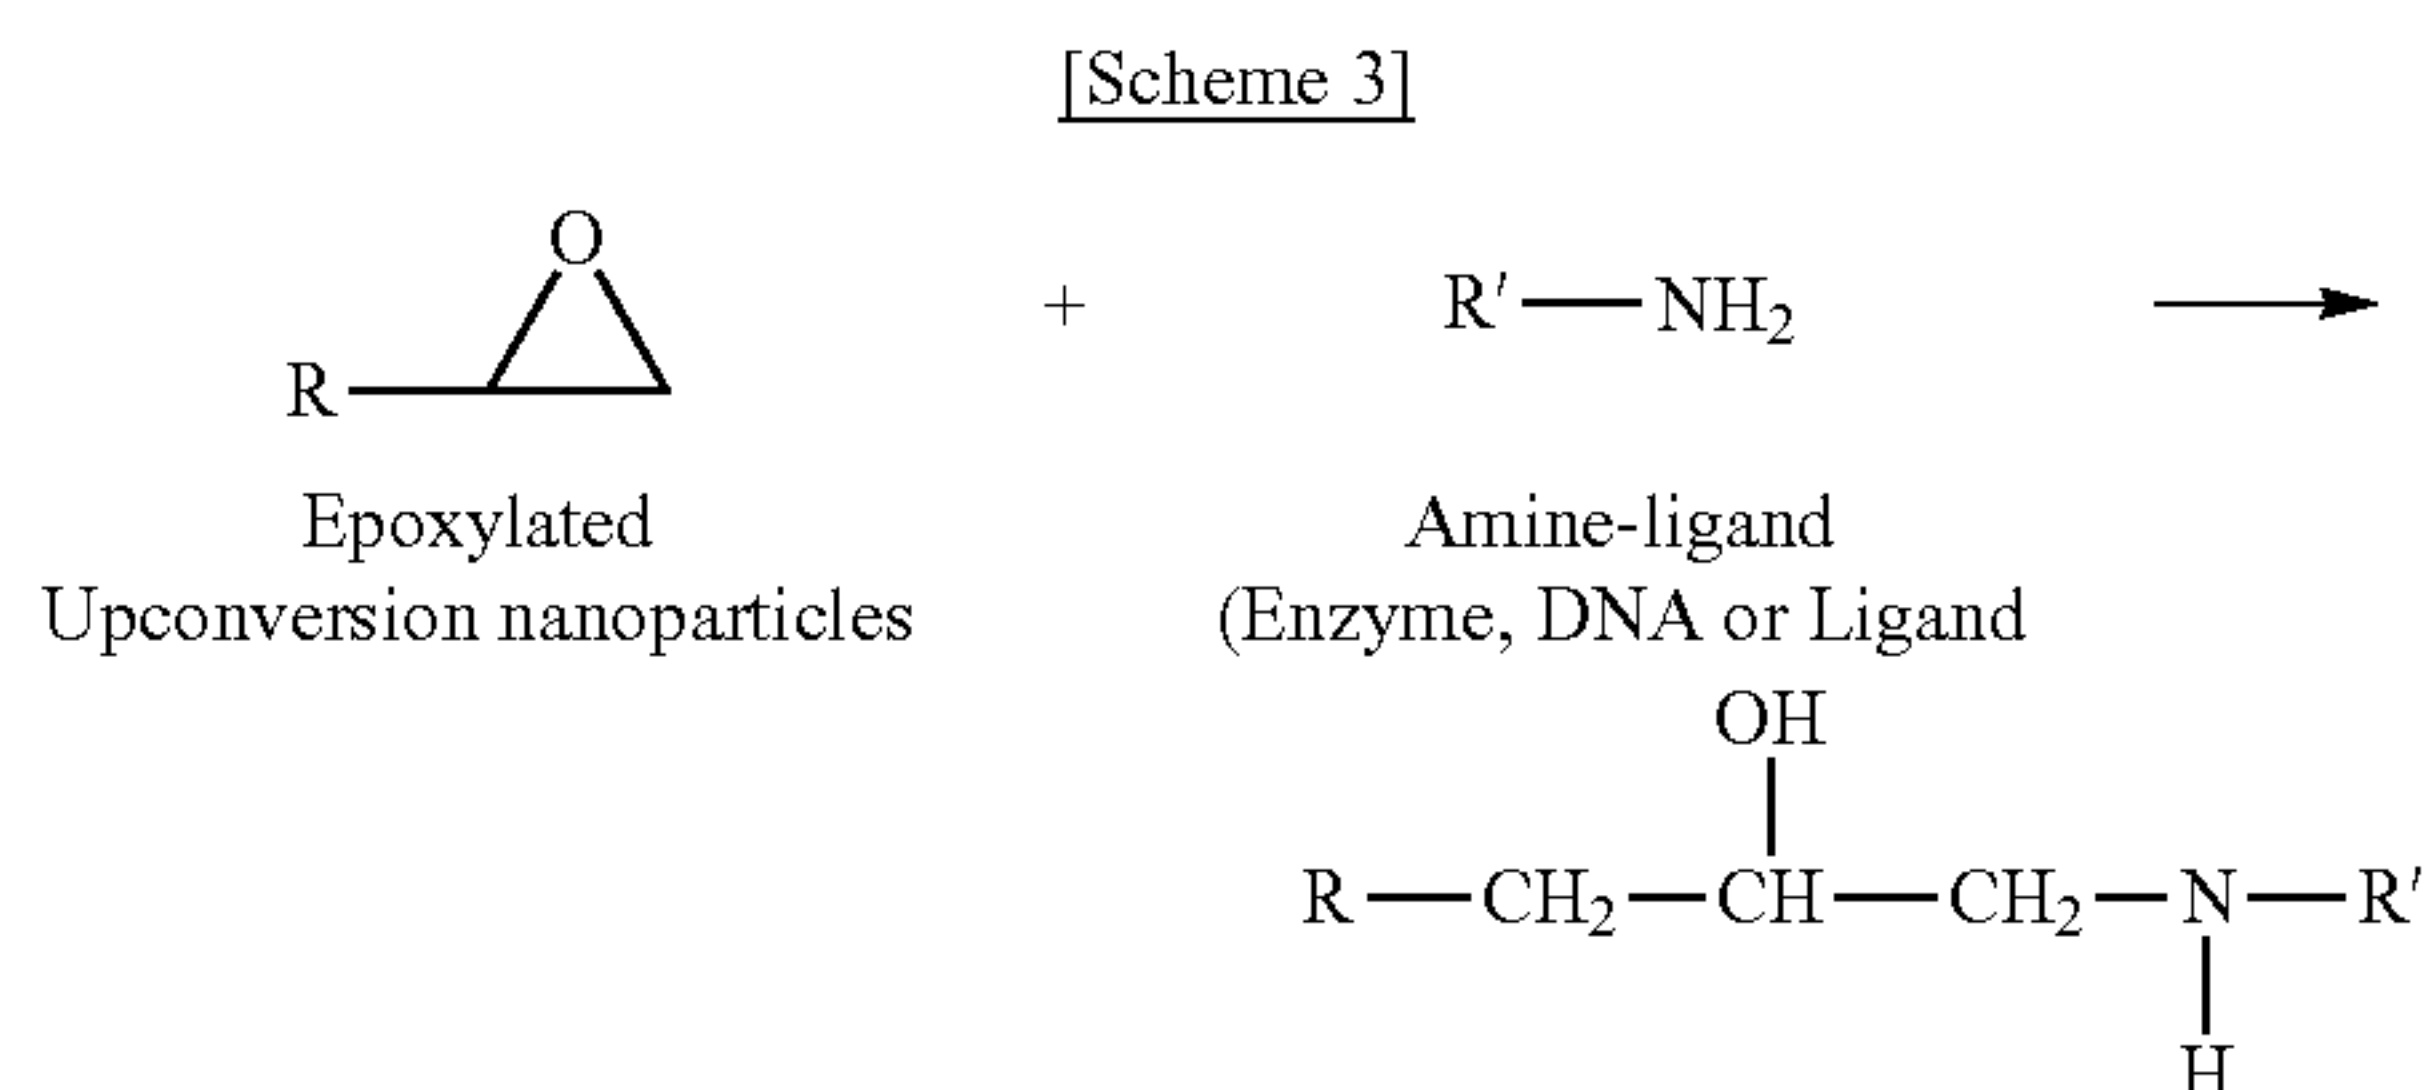 [Scheme 3]
O
R
+
R′—NH₂
Epoxylated
Upconversion nanoparticles
Amine-ligand
(Enzyme, DNA or Ligand
OH
R—CH₂—CH—CH₂—N—R′
H